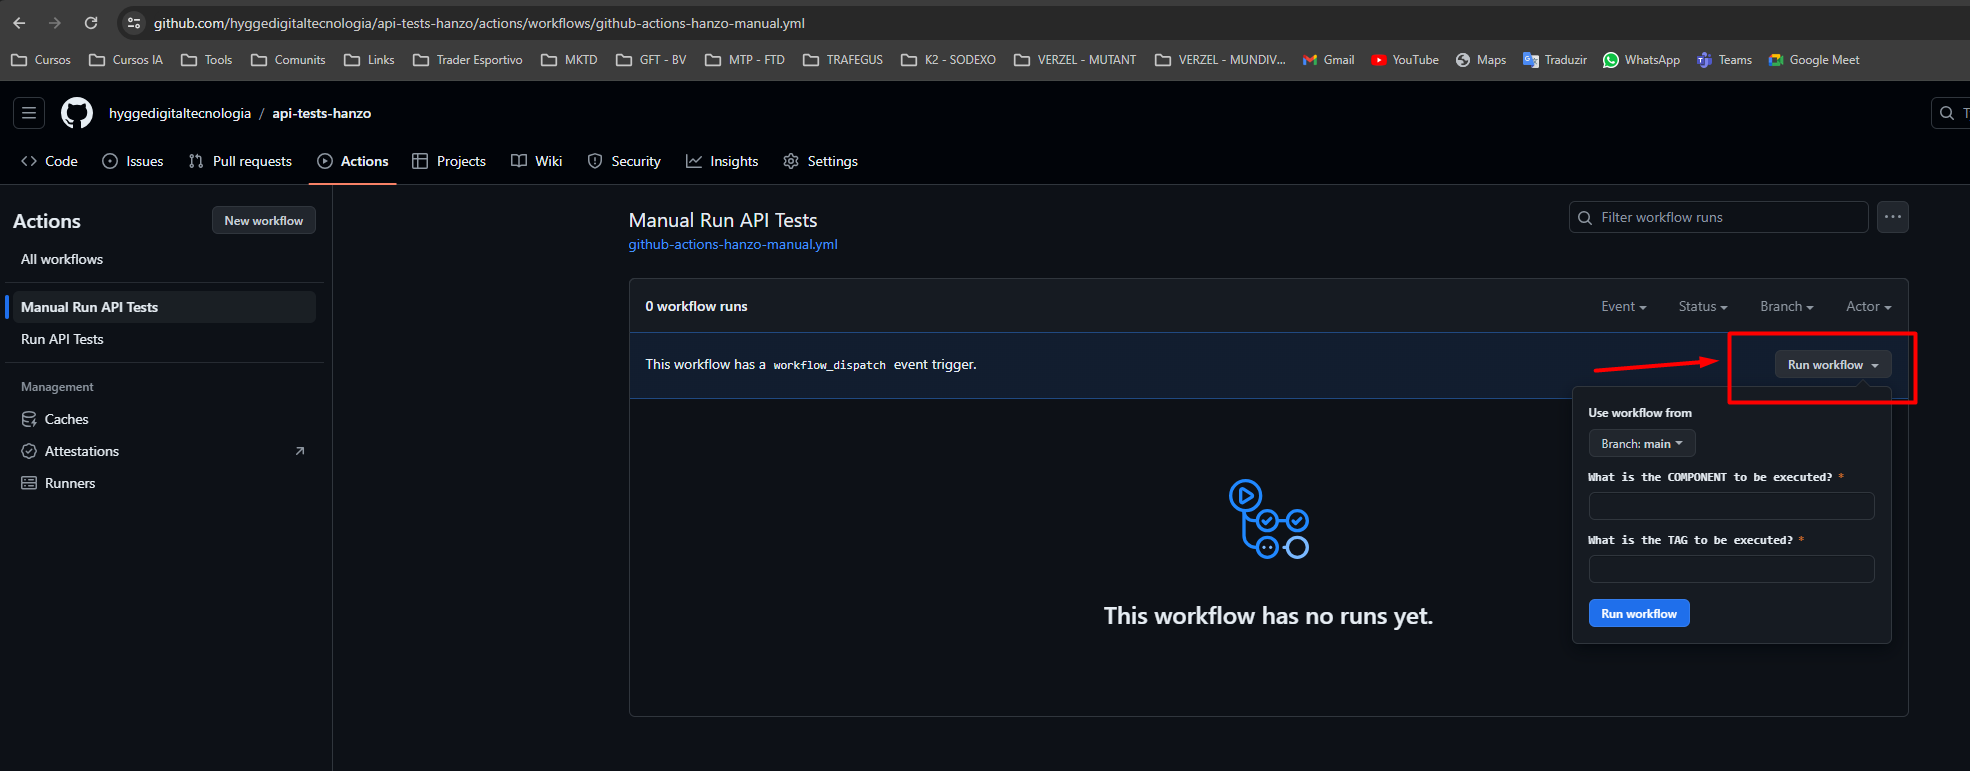 github.com/hyggedigitaltecnologia/api-tests-hanzo/actions/workflows/github-actions-hanzo-manual.yml
Cursos Cursos IA Tools Comunits Links Trader Esportivo MKTD GFT - BV MTP - FTD TRAFEGUS K2 - SODEXO VERZEL - MUTANT VERZEL - MUNDIV... Gmail YouTube Maps Traduzir WhatsApp Teams Google Meet
hyggedigitaltecnologia / api-tests-hanzo
Code Issues Pull requests Actions Projects Wiki Security Insights Settings
Actions
New workflow
All workflows
Manual Run API Tests
Run API Tests
Management
Caches
Attestations
Runners
Manual Run API Tests
github-actions-hanzo-manual.yml
Filter workflow runs
0 workflow runs
Event Status Branch Actor
This workflow has a workflow_dispatch event trigger.
Run workflow
Use workflow from
Branch: main
What is the COMPONENT to be executed? *
What is the TAG to be executed? *
Run workflow
This workflow has no runs yet.